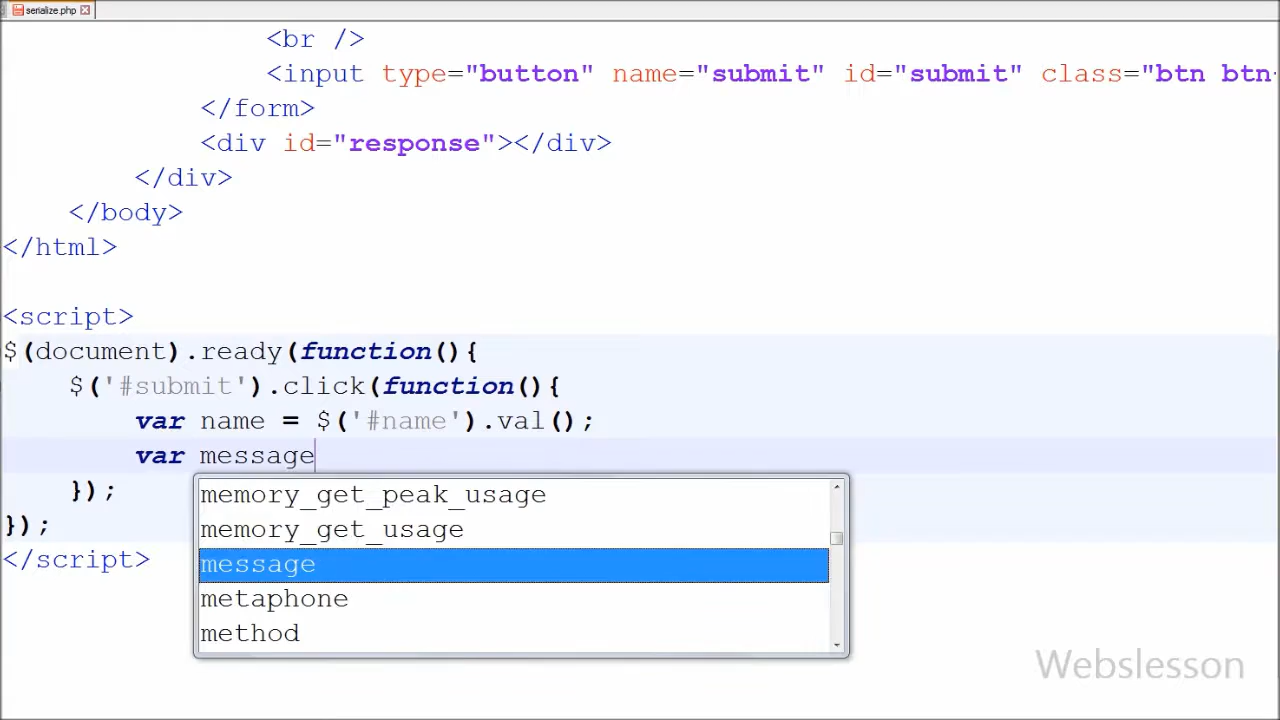 serialize.php
<br />
<input type="button" name="submit" id="submit" class="btn btn-
</form>
<div id="response"></div>
</div>
</body>
</html>
<script>
$(document).ready(function(){
$('#submit').click(function(){
var name = $('#name').val();
var message
});
});
</script>
memory_get_peak_usage
memory_get_usage
message
metaphone
method
Webslesson